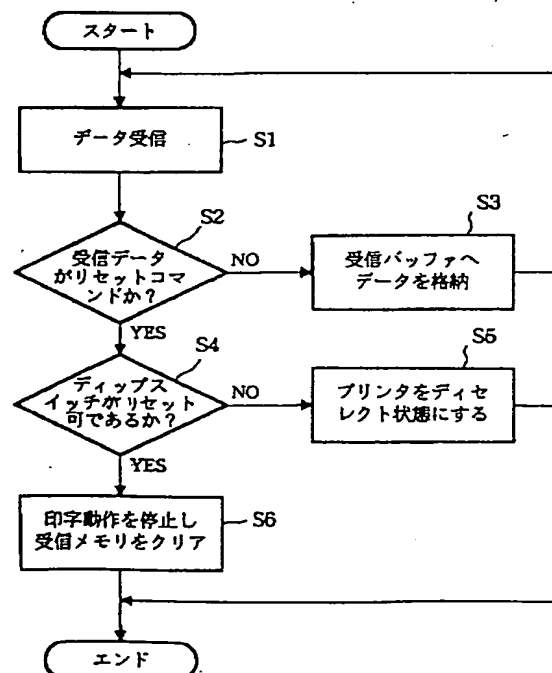 スタート
データ受信
S1
S2
受信データ
がリセットコマ
ンドか？
NO
S3
受信バッファへ
データを格納
YES
S4
ディップス
イッチがリセット
可であるか？
NO
S5
プリンタをディセ
レクト状態にする
YES
印字動作を停止し
受信メモリをクリア
S6
エンド